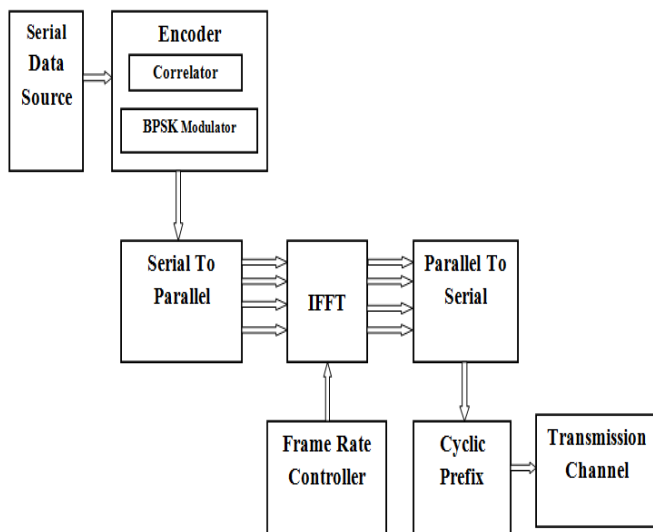 Serial
Data
Source
Encoder
Correlator
BPSK Modulator
Serial To
Parallel
IFFT
Parallel To
Serial
Frame Rate
Controller
Cyclic
Prefix
Transmission
Channel